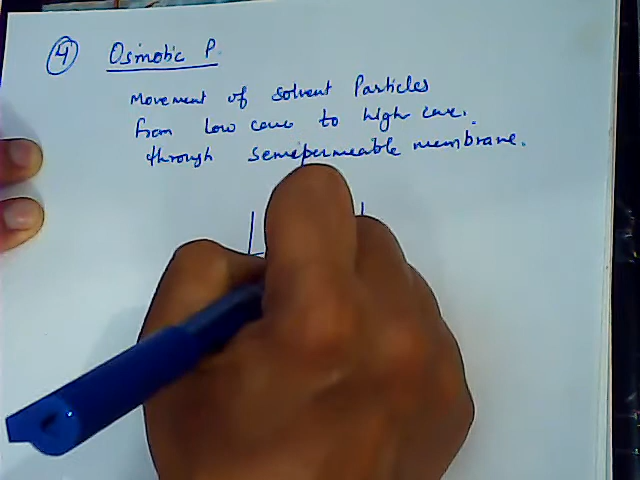 4 Osmotic P.
Movement of solvent Particles
from low conc to high conc.
through semipermeable membrane.